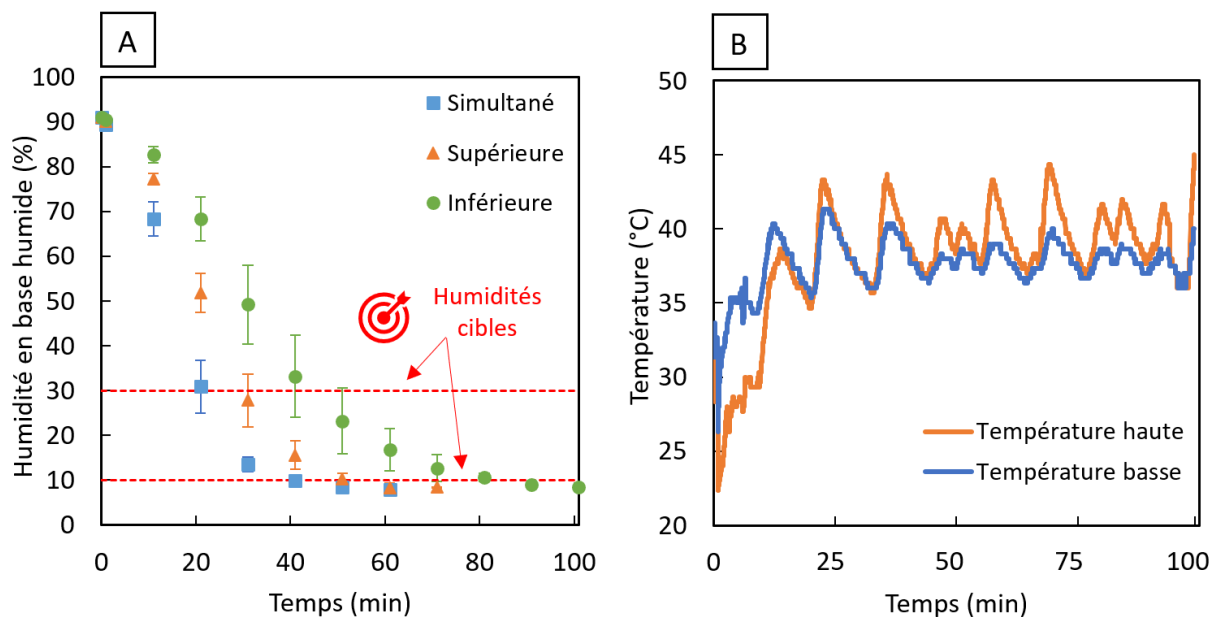 A
Humidité en base humide (%)
100
90
80
70
60
50
40
30
20
10
0
Simultané
Supérieure
Inférieure
Humidités
cibles
0
20
40
60
80
100
Temps (min)
B
Température (°C)
50
45
40
35
30
25
20
Température haute
Température basse
0
25
50
75
100
Temps (min)